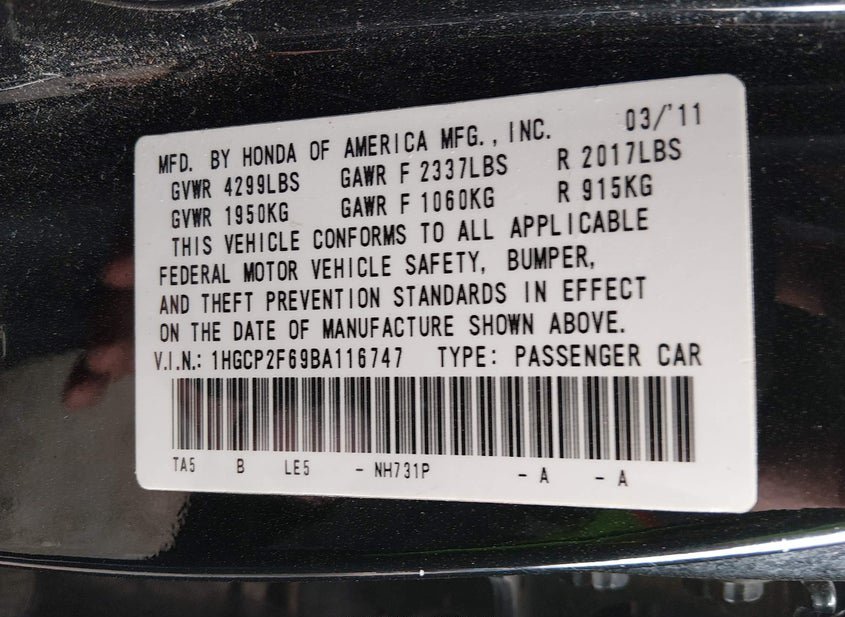 MFD. BY HONDA OF AMERICA MFG., INC. 03/'11
GVWR 4299LBS GAWR F 2337LBS R 2017LBS
GVWR 1950KG GAWR F 1060KG R 915KG
THIS VEHICLE CONFORMS TO ALL APPLICABLE
FEDERAL MOTOR VEHICLE SAFETY, BUMPER,
AND THEFT PREVENTION STANDARDS IN EFFECT
ON THE DATE OF MANUFACTURE SHOWN ABOVE.
V.I.N.: 1HGCP2F69BA116747 TYPE: PASSENGER CAR
TA5 B LE5 - NH731P - A - A